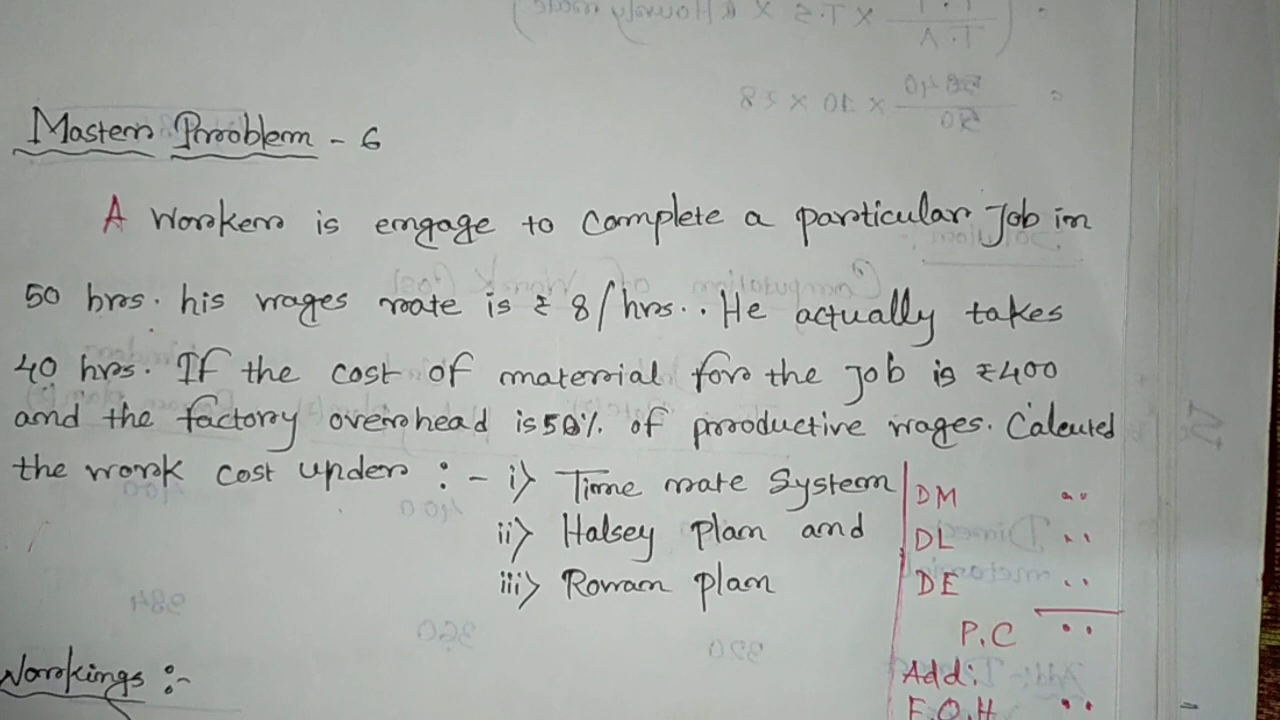 Master Problem - 6
A Worker is engage to complete a particular Job in
50 hrs. his wages rate is ₹ 8/hrs.. He actually takes
40 hrs. If the cost of material for the job is ₹400
and the factory overhead is 50% of productive wages. Calcuted
the work cost under :- i) Time rate System
ii) Halsey plan and
iii) Rowan plan
DM ..
DL ..
DE ..
P.C ..
Add:
F.O.H ..
Workings :-